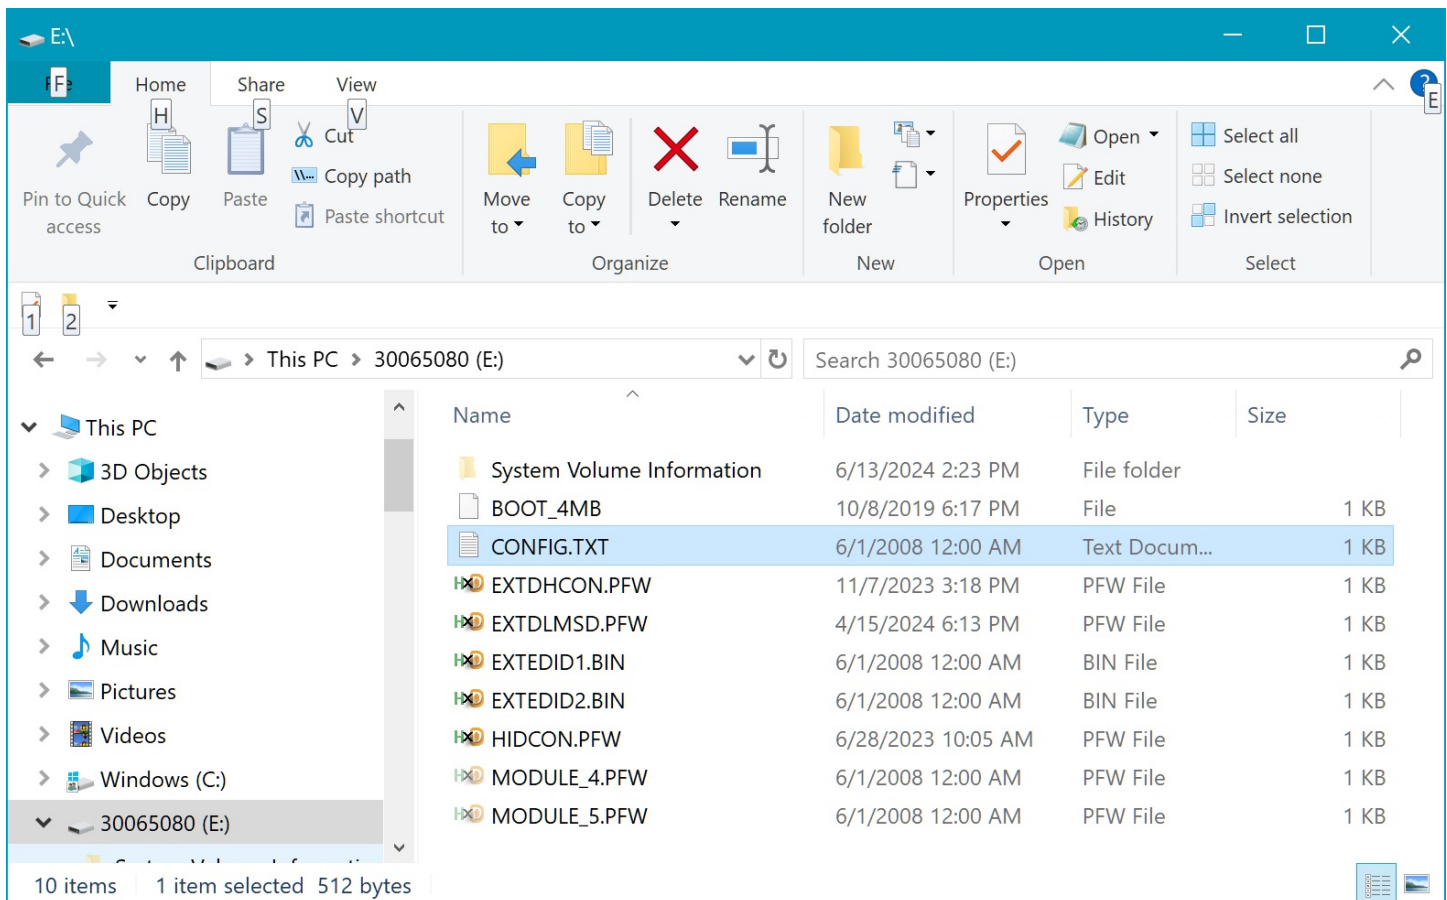 E:\
F
Home Share View
H S V E
Pin to Quick access
Copy
Paste
Cut
Copy path
Paste shortcut
Clipboard
Move to
Copy to
Delete
Rename
Organize
New folder
New
Properties
Open
Edit
History
Open
Select all
Select none
Invert selection
Select
1 2
This PC 30065080 (E:)
Search 30065080 (E:)
This PC
3D Objects
Desktop
Documents
Downloads
Music
Pictures
Videos
Windows (C:)
30065080 (E:)
Name Date modified Type Size
System Volume Information 6/13/2024 2:23 PM File folder
BOOT_4MB 10/8/2019 6:17 PM File 1 KB
CONFIG.TXT 6/1/2008 12:00 AM Text Docum... 1 KB
EXTDHCON.PFW 11/7/2023 3:18 PM PFW File 1 KB
EXTDLMSD.PFW 4/15/2024 6:13 PM PFW File 1 KB
EXTEDID1.BIN 6/1/2008 12:00 AM BIN File 1 KB
EXTEDID2.BIN 6/1/2008 12:00 AM BIN File 1 KB
HIDCON.PFW 6/28/2023 10:05 AM PFW File 1 KB
MODULE_4.PFW 6/1/2008 12:00 AM PFW File 1 KB
MODULE_5.PFW 6/1/2008 12:00 AM PFW File 1 KB
10 items 1 item selected 512 bytes